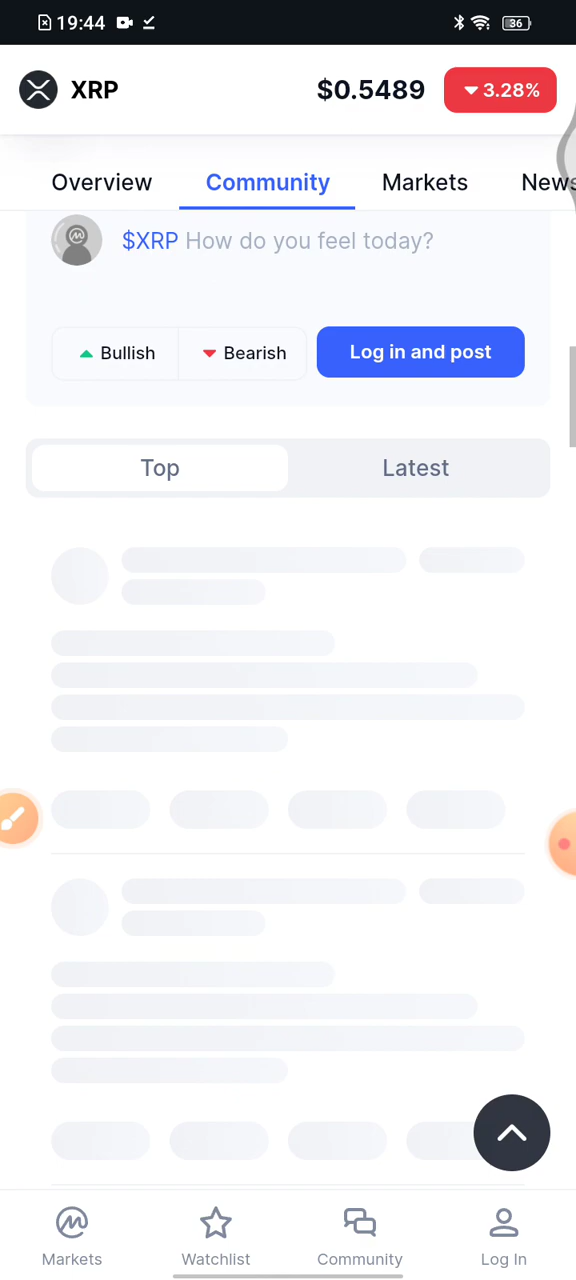 19:44
36
XRP
$0.5489
3.28%
Overview
Community
Markets
News
$XRP How do you feel today?
Bullish
Bearish
Log in and post
Top
Latest
Markets
Watchlist
Community
Log In